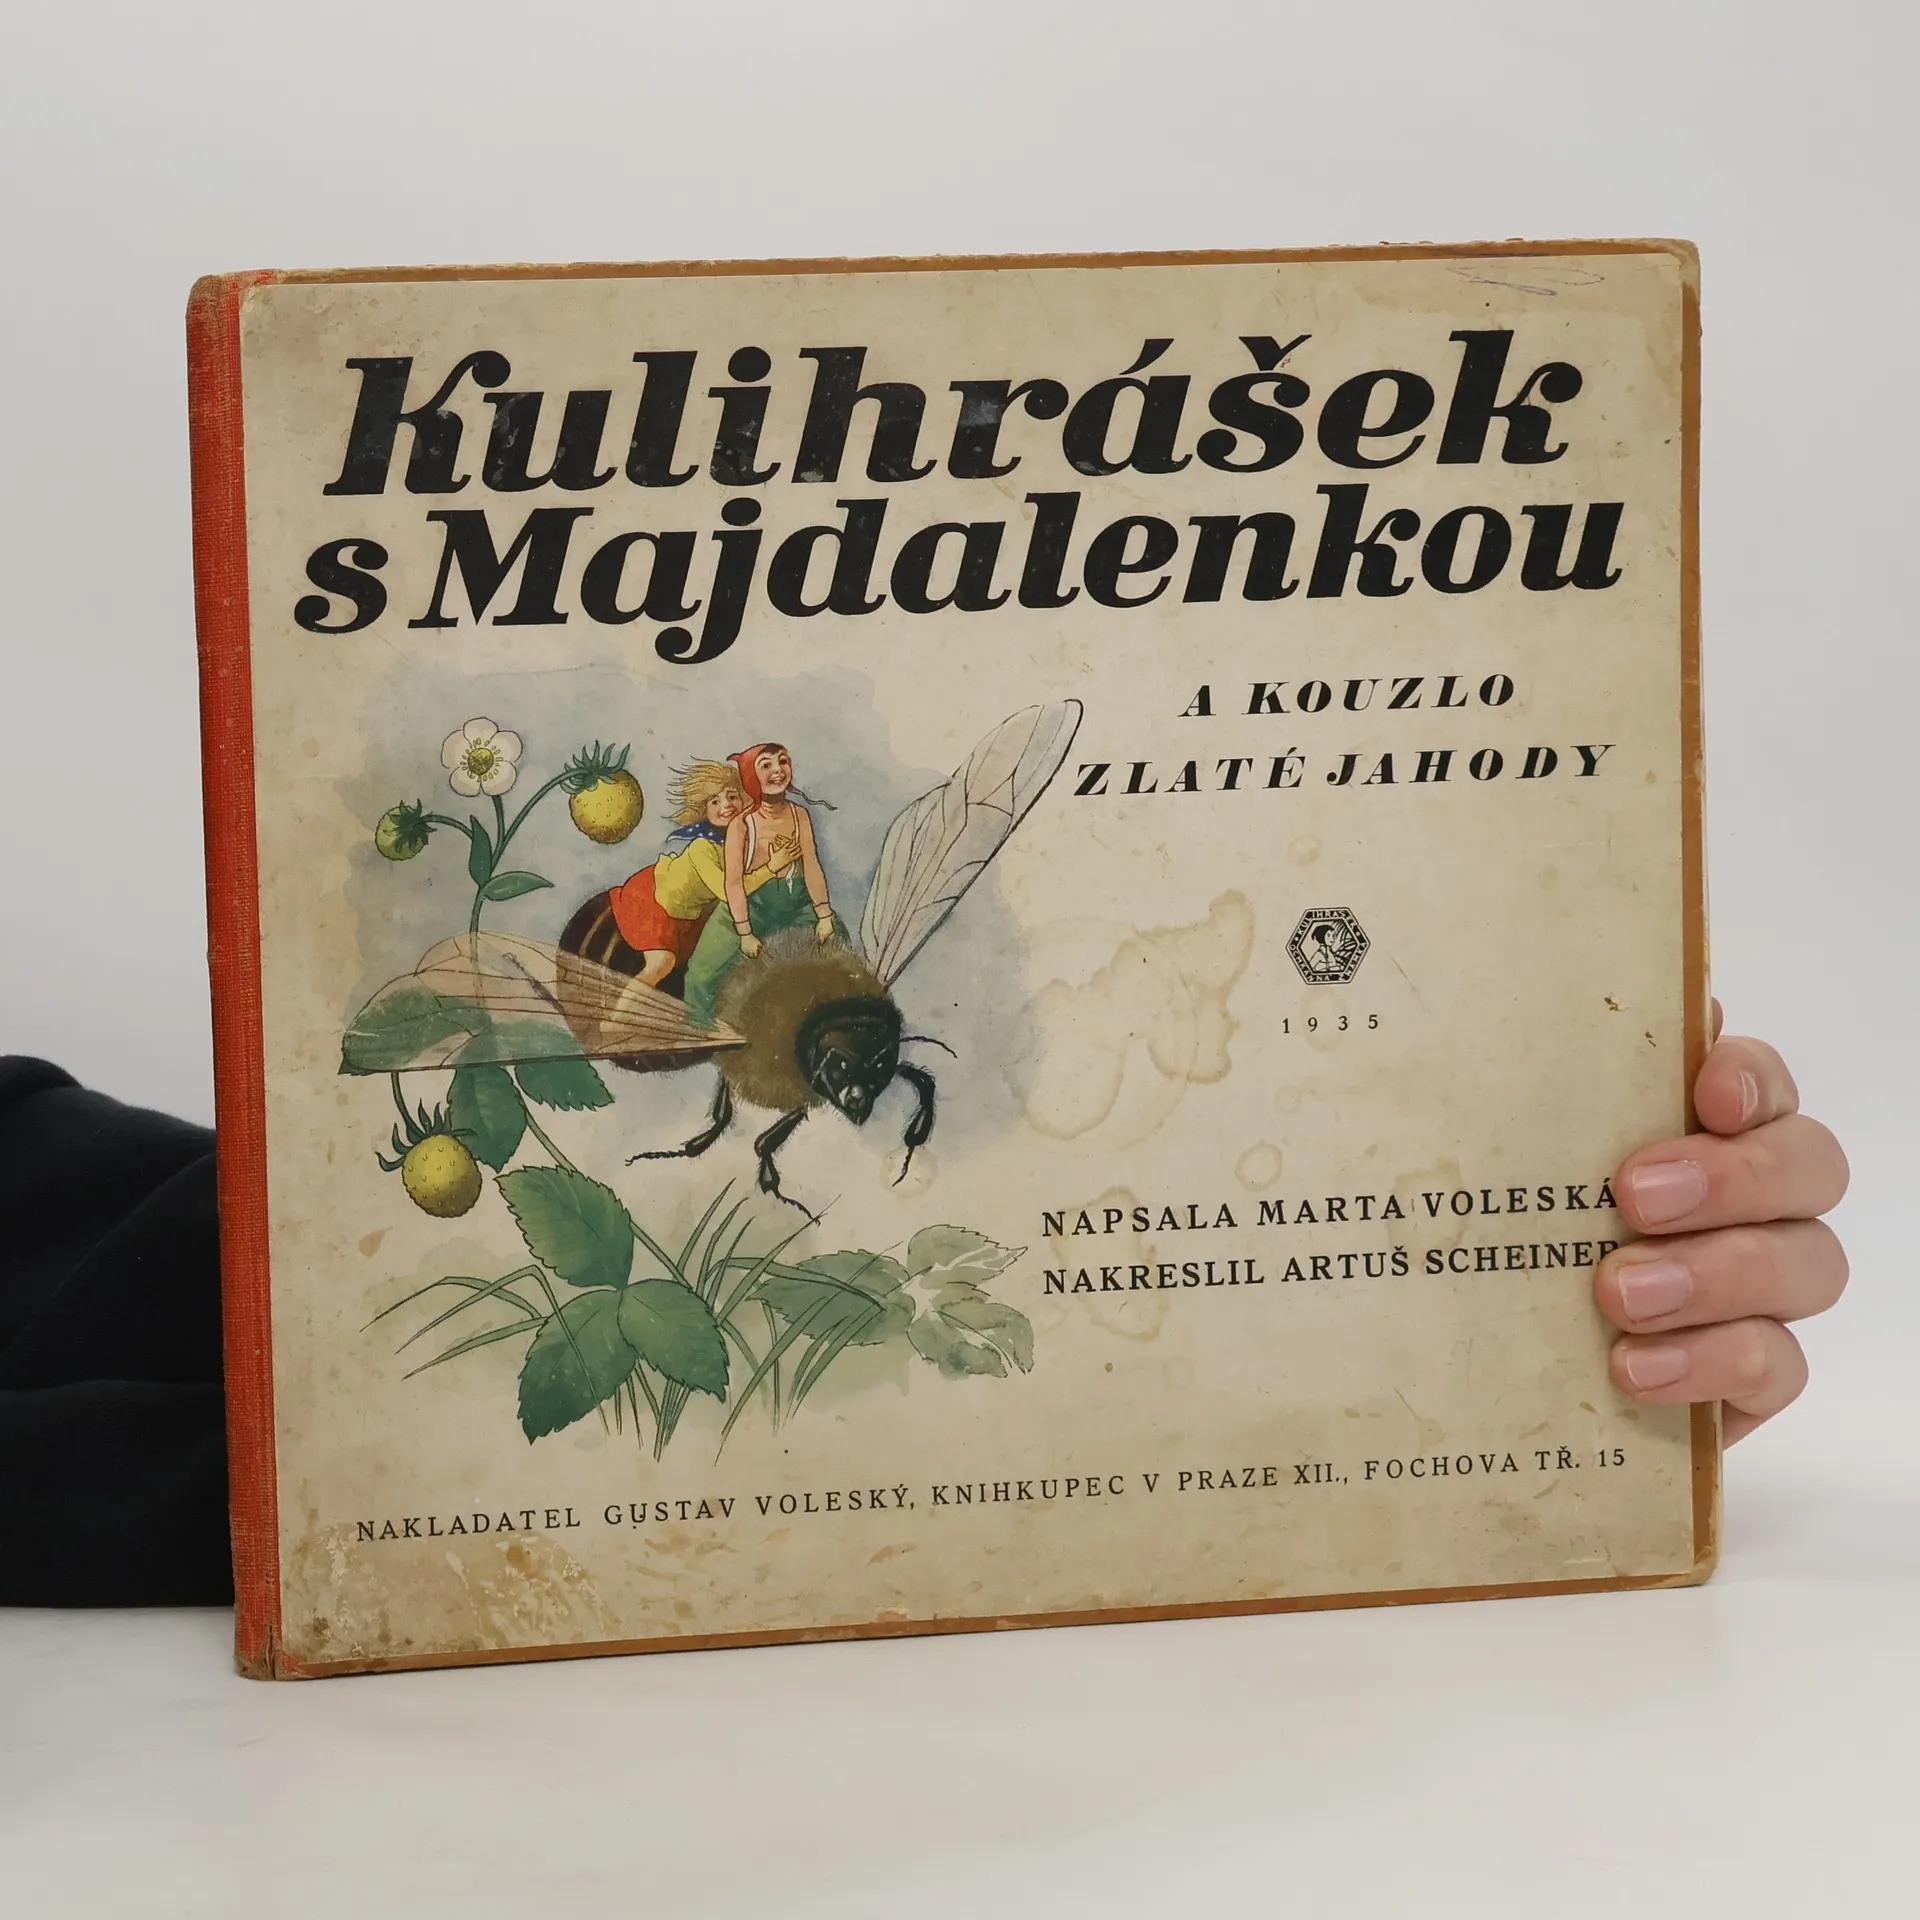 Kulihrášek
s Majdalenkou
A KOUZLO
ZLATÉ JAHODY
1935
NAPSALA MARTA VOLESKÁ
NAKRESLIL ARTUŠ SCHEINER
NAKLADATEL GUSTAV VOLESKÝ, KNIHKUPEC V PRAZE XII., FOCHOVA TŘ. 15